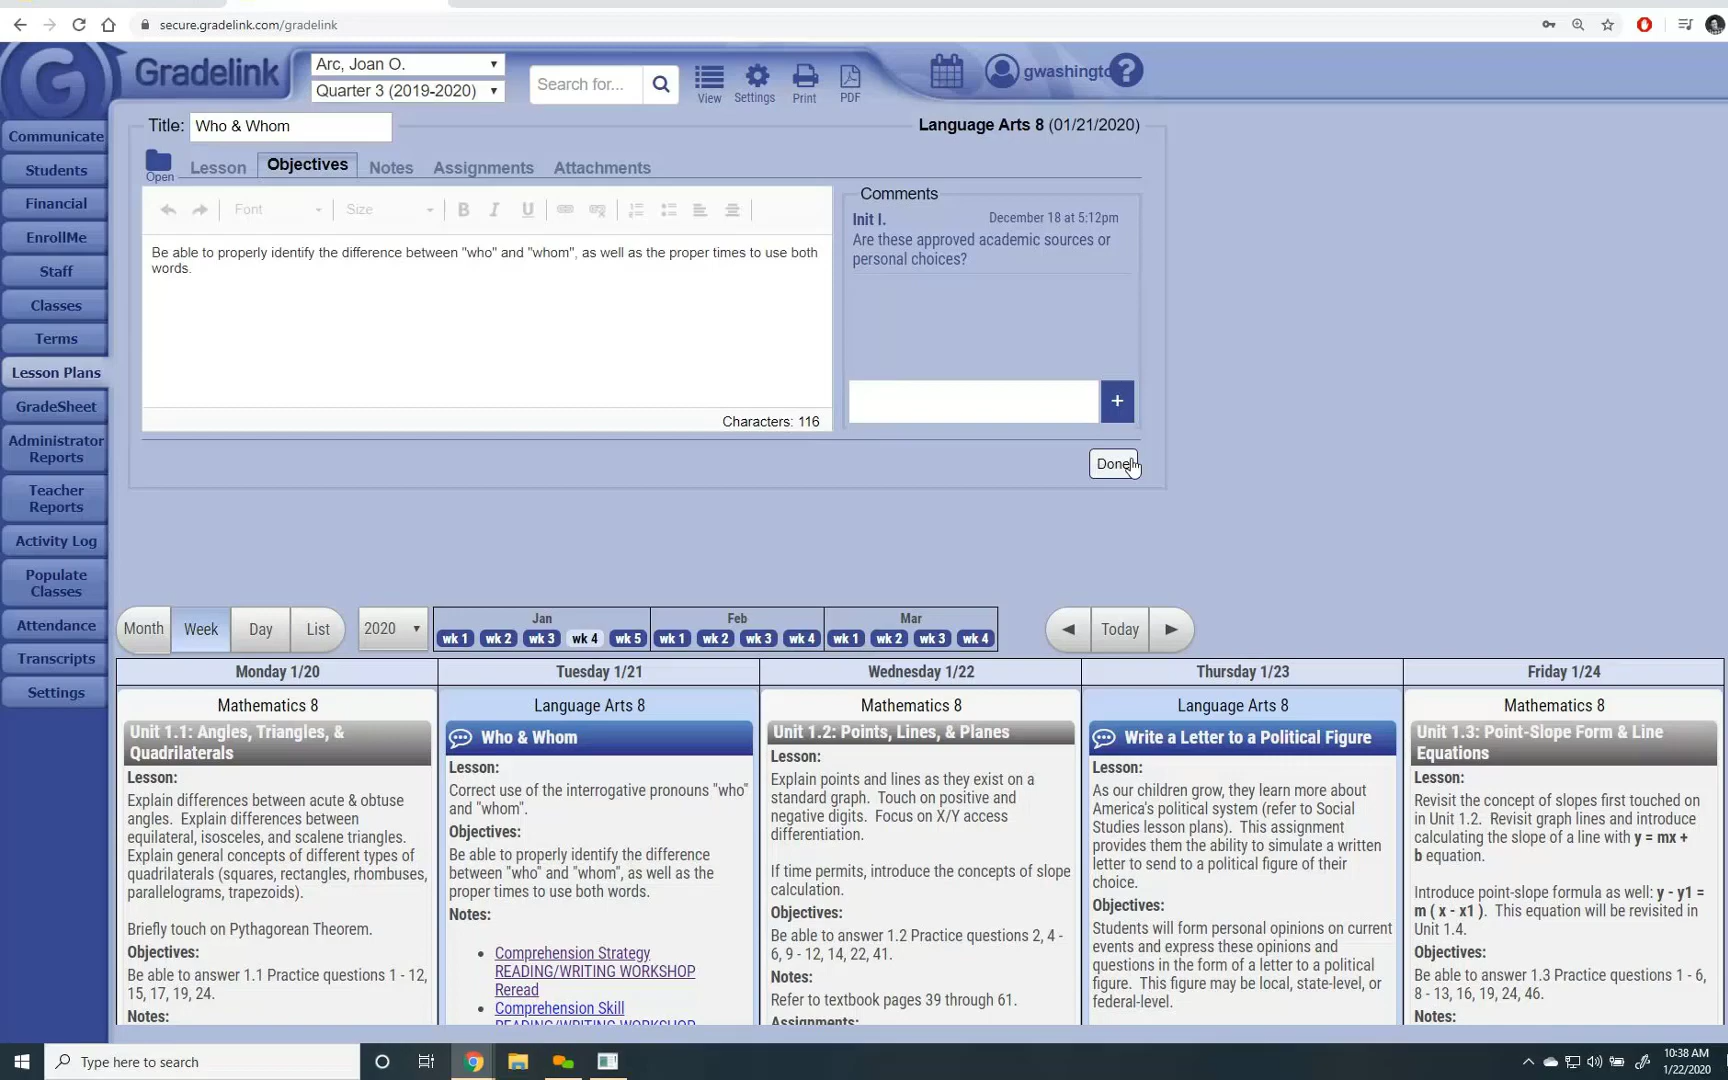 secure.gradelink.com/gradelink
Gradelink
Arc, Joan O.
Quarter 3 (2019-2020)
Search for...
View
Settings
Print
PDF
?
Communicate
Students
Financial
EnrollMe
Staff
Classes
Terms
Lesson Plans
GradeSheet
Administrator
Reports
Teacher
Reports
Activity Log
Populate
Classes
Attendance
Transcripts
Settings
Title: Who & Whom
Language Arts 8 (01/21/2020)
Open
Lesson
Objectives
Notes
Assignments
Attachments
Font
Size
B I U
Be able to properly identify the difference between "who" and "whom", as well as the proper times to use both
words.
Characters: 116
Comments
Init I. December 18 at 5:12pm
Are these approved academic sources or
personal choices?
+
Done
Month
Week
Day
List
2020
Jan
wk 1 wk 2 wk 3 wk 4 wk 5
Feb
wk 1 wk 2 wk 3 wk 4
Mar
wk 1 wk 2 wk 3 wk 4
Today
Monday 1/20
Mathematics 8
Unit 1.1: Angles, Triangles, &
Quadrilaterals
Lesson:
Explain differences between acute & obtuse
angles. Explain differences between
equilateral, isosceles, and scalene triangles.
Explain general concepts of different types of
quadrilaterals (squares, rectangles, rhombuses,
parallelograms, trapezoids).
Briefly touch on Pythagorean Theorem.
Objectives:
Be able to answer 1.1 Practice questions 1 - 12,
15, 17, 19, 24.
Notes:
Tuesday 1/21
Language Arts 8
Who & Whom
Lesson:
Correct use of the interrogative pronouns "who"
and "whom".
Objectives:
Be able to properly identify the difference
between "who" and "whom", as well as the
proper times to use both words.
Notes:
Comprehension Strategy
READING/WRITING WORKSHOP
Reread
Comprehension Skill
READING/WRITING WORKSHOP
Wednesday 1/22
Mathematics 8
Unit 1.2: Points, Lines, & Planes
Lesson:
Explain points and lines as they exist on a
standard graph. Touch on positive and
negative digits. Focus on X/Y access
differentiation.
If time permits, introduce the concepts of slope
calculation.
Objectives:
Be able to answer 1.2 Practice questions 2, 4 -
6, 9 - 12, 14, 22, 41.
Notes:
Refer to textbook pages 39 through 61.
Assignments:
Thursday 1/23
Language Arts 8
Write a Letter to a Political Figure
Lesson:
As our children grow, they learn more about
America's political system (refer to Social
Studies lesson plans). This assignment
provides them the ability to simulate a written
letter to send to a political figure of their
choice.
Objectives:
Students will form personal opinions on current
events and express these opinions and
questions in the form of a letter to a political
figure. This figure may be local, state-level, or
federal-level.
Friday 1/24
Mathematics 8
Unit 1.3: Point-Slope Form & Line
Equations
Lesson:
Revisit the concept of slopes first touched on
in Unit 1.2. Revisit graph lines and introduce
calculating the slope of a line with y = mx +
b equation.
Introduce point-slope formula as well: y - y1 =
m ( x - x1 ). This equation will be revisited in
Unit 1.4.
Objectives:
Be able to answer 1.3 Practice questions 1 - 6,
8 - 13, 16, 19, 24, 46.
Notes:
Type here to search
10:38 AM
1/22/2020